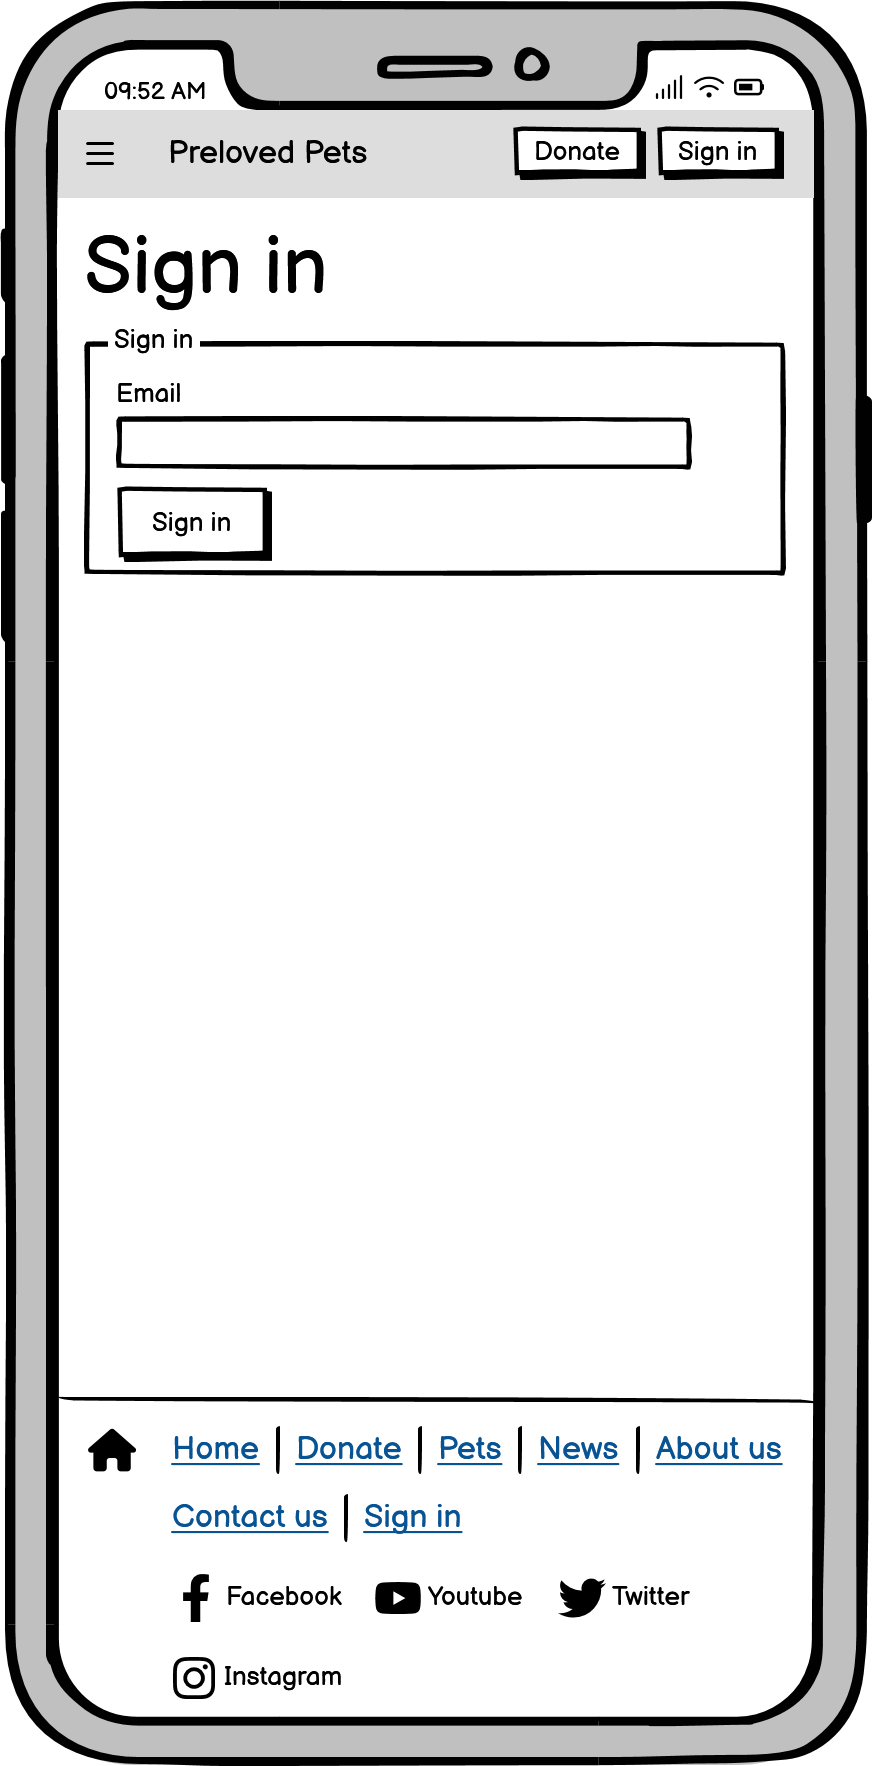 09:52 AM
Preloved Pets Donate Sign in
Sign in
Sign in
Email
Sign in
Home Donate Pets News About us
Contact us Sign in
Facebook Youtube Twitter
Instagram